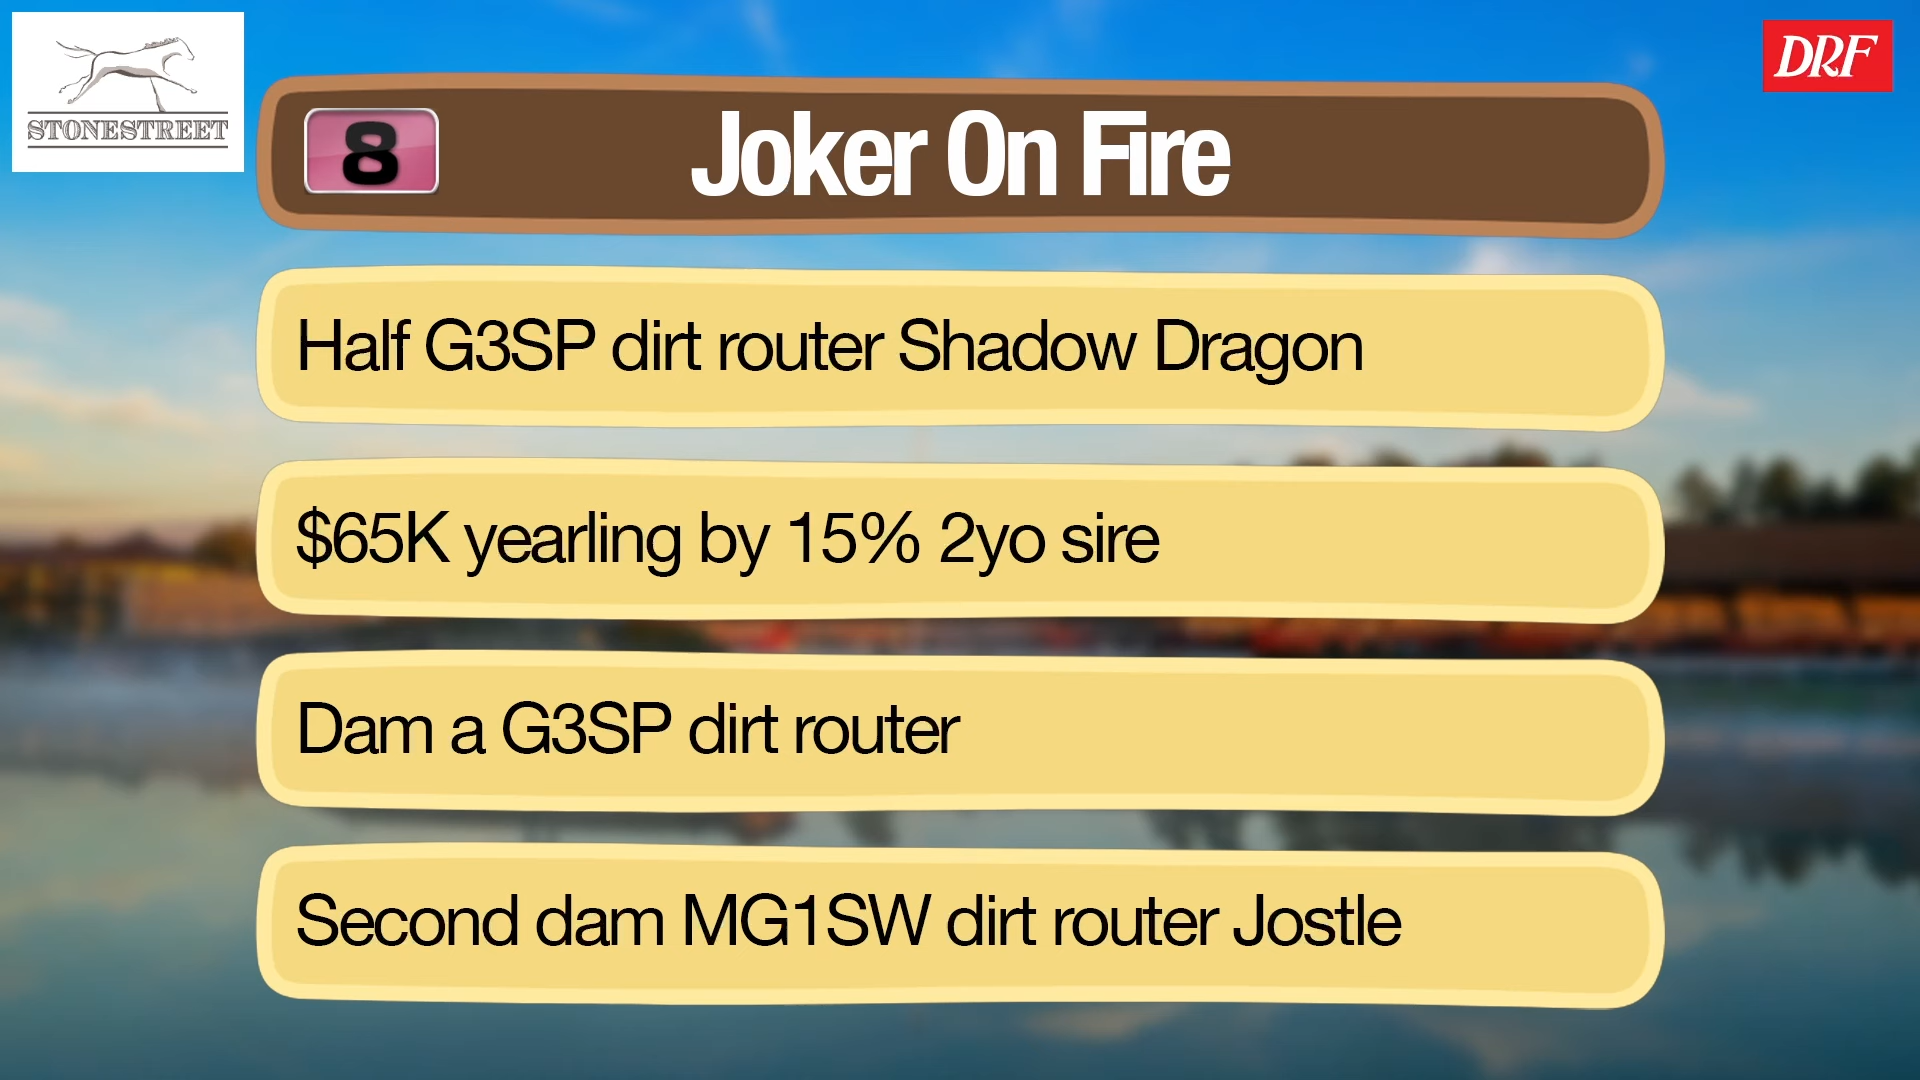 STONESTREET
DRF
8
Joker On Fire
Half G3SP dirt router Shadow Dragon
$65K yearling by 15% 2yo sire
Dam a G3SP dirt router
Second dam MG1SW dirt router Jostle